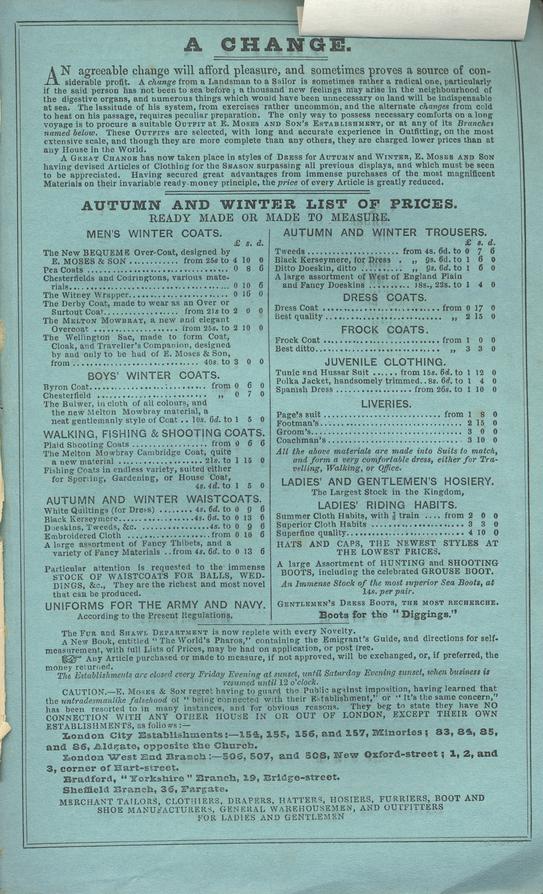 A CHANGE.
AN agreeable change will afford pleasure, and sometimes proves a source of con-
siderable profit. A change from a Landsman to a Sailor is sometimes rather a radical one, particularly
if the said person has not been to sea before; a thousand new feelings may arise in the neighbourhood of
the digestive organs, and numerous things which would have been unnecessary on land will be indispensable
at sea. The lassitude of his system, from exercises rather uncommon, and the alternate changes from cold
to heat on his passage, requires peculiar preparation. The only way to possess necessary comforts on a long
voyage is to procure a suitable OUTFIT at E. MOSES AND SON'S ESTABLISHMENT, or at any of its Branches
named below. These OUTFITS are selected, with long and accurate experience in Outfitting, on the most
extensive scale, and though they are more complete than any others, they are charged lower prices than at
any House in the World.
A GREAT CHANGE has now taken place in styles of DRESS for AUTUMN and WINTER, E. MOSES AND SON
having devised Articles of Clothing for the SEASON surpassing all previous displays, and which must be seen
to be appreciated. Having secured great advantages from immense purchases of the most magnificent
Materials on their invariable ready-money principle, the price of every Article is greatly reduced.
AUTUMN AND WINTER LIST OF PRICES.
READY MADE OR MADE TO MEASURE.
MEN'S WINTER COATS.
£ s. d.
The New BEQUEME Over-Coat, designed by
E. MOSES & SON ........... from 25s to 4 10 0
Pea Coats .............................. 0 8 6
Chesterfields and Codringtons, various mate-
rials.............................. 0 10 6
The Witney Wrapper.................... 0 16 0
The Derby Coat, made to wear as an Over or
Surtout Coat.............. from 21s to 2 0 0
The MELTON MOWBRAY, a new and elegant
Overcoat .................from 25s. to 2 10 0
The Wellington Sac, made to form Coat,
Cloak, and Traveller's Companion, designed
by and only to be had of E. Moses & Son,
from ........................40s. to 3 0 0
BOYS' WINTER COATS.
Byron Coat......................from 0 6 0
Chesterfield .................... „ 0 7 0
The Bulwer, in cloth of all colours, and
the new Melton Mowbray material, a
neat gentlemanly style of Coat .. 10s. 6d. to 1 5 0
WALKING, FISHING & SHOOTING COATS.
Plaid Shooting Coats ............ from 0 6 6
The Melton Mowbray Cambridge Coat, quite
a new material ..............21s. to 1 15 0
Fishing Coats in endless variety, suited either
for Sporting, Gardening, or House Coat,
4s. 4d. to 1 5 0
AUTUMN AND WINTER WAISTCOATS.
White Quiltings (for Dress) ......4s. 6d. to 0 9 6
Black Kerseymere..............4s. 6d. to 0 13 6
Doeskins, Tweeds, &c. ..........4s. 6d. to 0 9 6
Embroidered Cloth ..............from 0 10 6
A large assortment of Fancy Thibets, and a
variety of Fancy Materials ..from 4s. 6d. to 0 13 6
Particular attention is requested to the immense
STOCK OF WAISTCOATS FOR BALLS, WED-
DINGS, &c., They are the richest and most novel
that can be produced.
UNIFORMS FOR THE ARMY AND NAVY.
According to the Present Regulations.
AUTUMN AND WINTER TROUSERS.
£ s. d.
Tweeds .................. from 4s. 6d. to 0 7 6
Black Kerseymere, for Dress . „ 9s. 6d. to 1 6 0
Ditto Doeskin, ditto .... „ 9s. 6d. to 1 6 0
A large assortment of West of England Plain
and Fancy Doeskins ........18s., 22s. to 1 4 0
DRESS COATS.
Dress Coat ....................from 0 17 0
Best quality .................... „ 2 15 0
FROCK COATS.
Frock Coat ....................from 1 0 0
Best ditto...................... „ 3 3 0
JUVENILE CLOTHING.
Tunic and Hussar Suit ......from 15s. 6d. to 1 12 0
Polka Jacket, handsomely trimmed..8s. 6d. to 1 4 0
Spanish Dress ................from 26s. to 1 10 0
LIVERIES.
Page's suit ......................from 1 8 0
Footman's ........................ 2 15 0
Groom's .......................... 3 0 0
Coachman's ........................ 3 10 0
All the above materials are made into Suits to match,
and form a very comfortable dress, either for Tra-
velling, Walking, or Office.
LADIES' AND GENTLEMEN'S HOSIERY.
The Largest Stock in the Kingdom,
LADIES' RIDING HABITS.
Summer Cloth Habits, with train .... from 2 0 0
Superior Cloth Habits .................. 3 3 0
Superfine quality...................... 4 10 0
HATS AND CAPS, THE NEWEST STYLES AT
THE LOWEST PRICES.
A large Assortment of HUNTING and SHOOTING
BOOTS, including the celebrated GROUSE BOOT.
An Immense Stock of the most superior Sea Boots, at
14s. per pair.
GENTLEMEN'S DRESS BOOTS, THE MOST RECHERCHE.
Boots for the "Diggings."
The FUR and SHAWL DEPARTMENT is now replete with every Novelty.
A New Book, entitled "The World's Pharos," containing the Emigrant's Guide, and directions for self-
measurement, with full Lists of Prices, may be had on application, or post free.
☞ Any Article purchased or made to measure, if not approved, will be exchanged, or, if preferred, the
money returned.
The Establishments are closed every Friday Evening at sunset, until Saturday Evening sunset, when business is
resumed until 12 o'clock.
CAUTION.—E. MOSES & SON regret having to guard the Public against imposition, having learned that
the untradesmanlike falsehood of "being connected with their Establishment," or "It's the same concern,"
has been resorted to in many instances, and for obvious reasons. They beg to state they have NO
CONNECTION WITH ANY OTHER HOUSE IN OR OUT OF LONDON, EXCEPT THEIR OWN
ESTABLISHMENTS, as follows:—
London City Establishments:—154, 155, 156, and 157, Minories; 83, 84, 85,
and 86, Aldgate, opposite the Church.
London West End Branch:—506, 507, and 508, New Oxford-street; 1, 2, and
3, corner of Hart-street.
Bradford, "Yorkshire" Branch, 19, Bridge-street.
Sheffield Branch, 36, Fargate.
MERCHANT TAILORS, CLOTHIERS, DRAPERS, HATTERS, HOSIERS, FURRIERS, BOOT AND
SHOE MANUFACTURERS, GENERAL WAREHOUSEMEN, AND OUTFITTERS
FOR LADIES AND GENTLEMEN